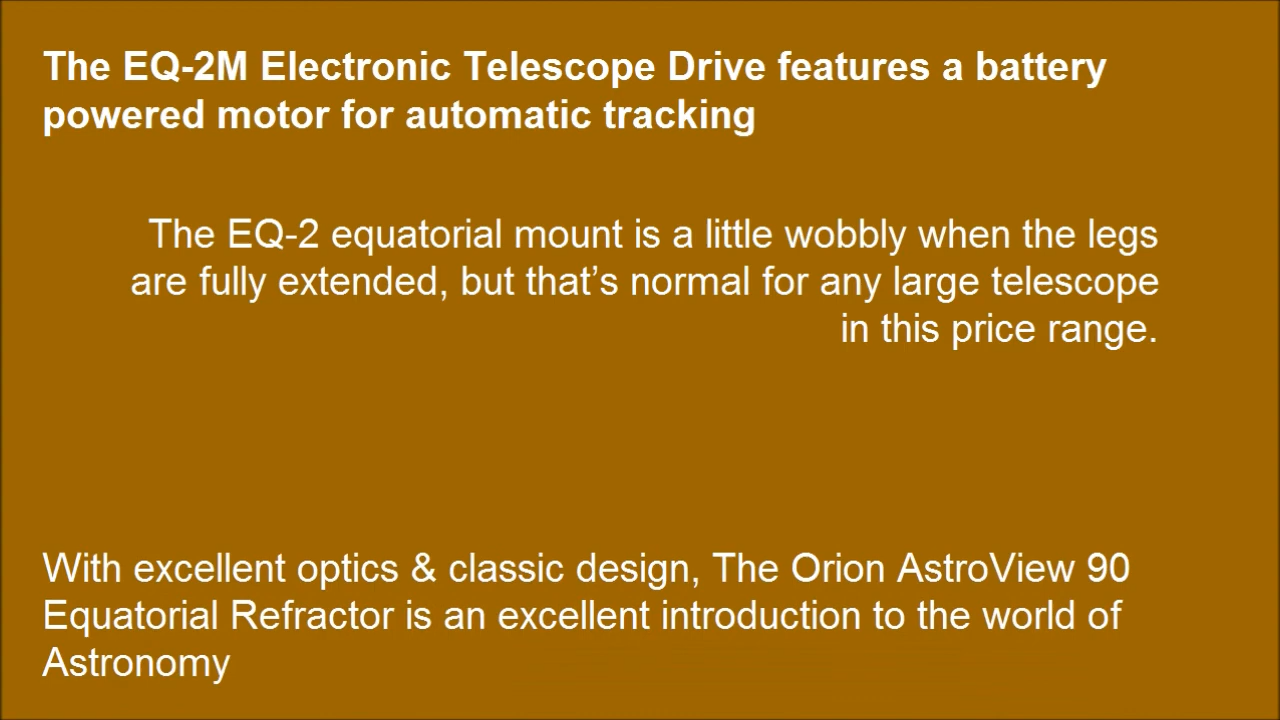 The EQ-2M Electronic Telescope Drive features a battery
powered motor for automatic tracking
The EQ-2 equatorial mount is a little wobbly when the legs
are fully extended, but that’s normal for any large telescope
in this price range.
With excellent optics & classic design, The Orion AstroView 90
Equatorial Refractor is an excellent introduction to the world of
Astronomy